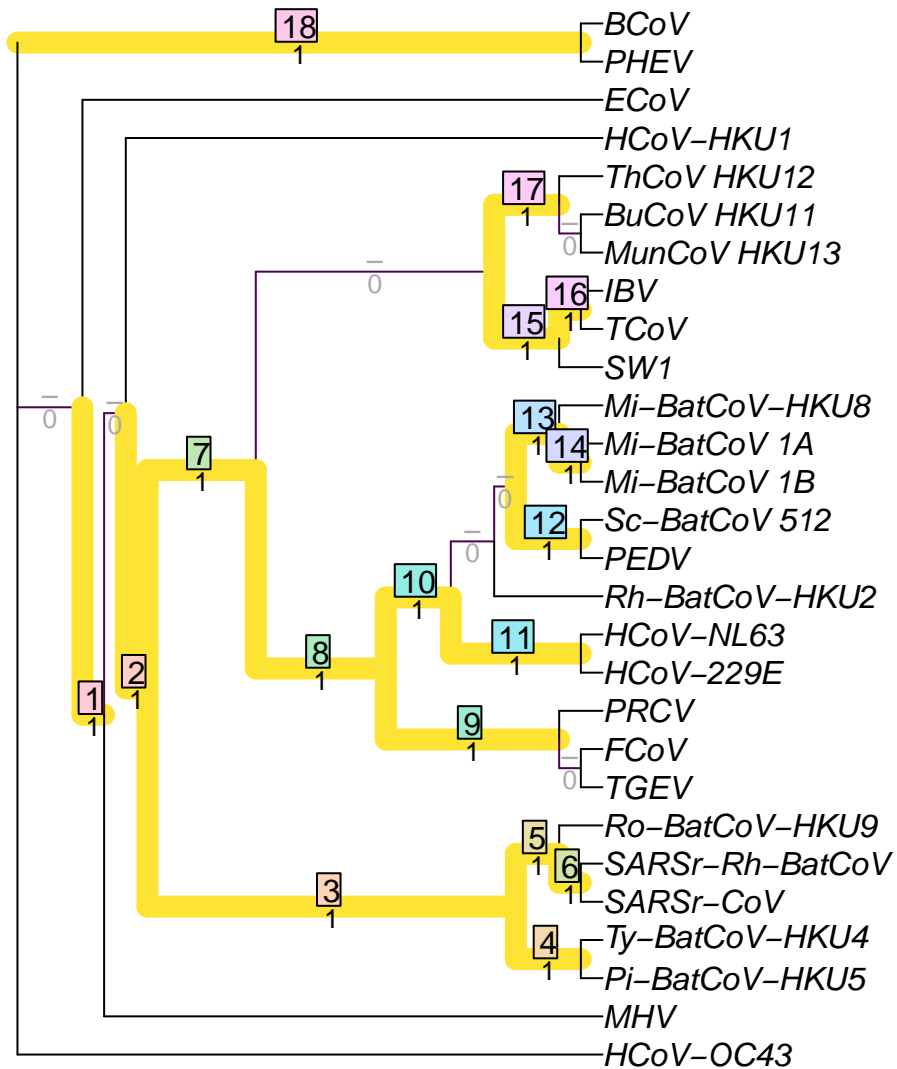 18
1
BCoV
PHEV
ECoV
HCoV−HKU1
ThCoV HKU12
17
1
BuCoV HKU11
−
0
MunCoV HKU13
−
0
IBV
16
1
TCoV
15
1
SW1
−
0
−
0
Mi−BatCoV−HKU8
13
1
Mi−BatCoV 1A
14
1
7
1
Mi−BatCoV 1B
−
0
Sc−BatCoV 512
12
1
−
0
PEDV
10
1
Rh−BatCoV−HKU2
HCoV−NL63
11
1
8
1
HCoV−229E
2
1
1
1
PRCV
9
1
FCoV
−
0
TGEV
Ro−BatCoV−HKU9
5
1
SARSr−Rh−BatCoV
6
1
3
1
SARSr−CoV
Ty−BatCoV−HKU4
4
1
Pi−BatCoV−HKU5
MHV
HCoV−OC43